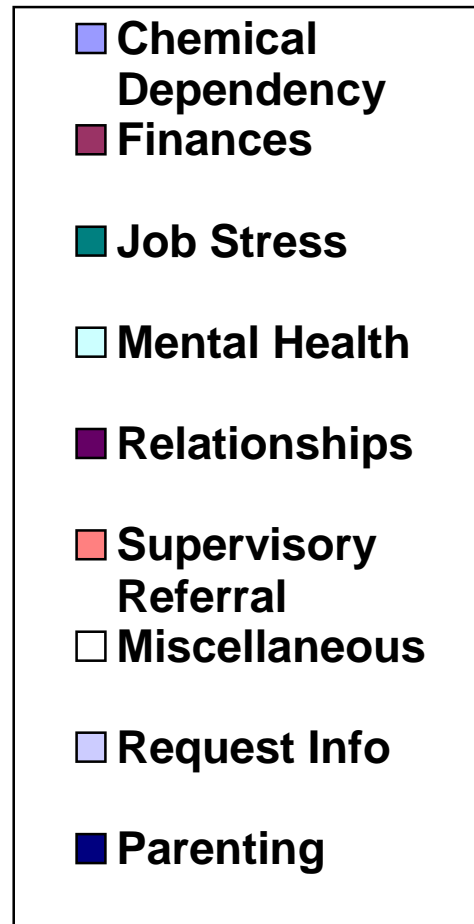 Chemical
Dependency
Finances
Job Stress
Mental Health
Relationships
Supervisory
Referral
Miscellaneous
Request Info
Parenting